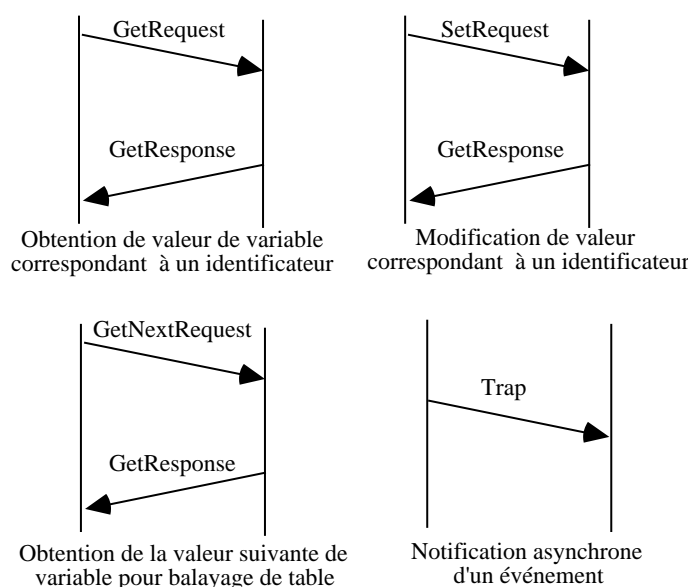 GetRequest
GetResponse
Obtention de valeur de variable
correspondant à un identificateur
SetRequest
GetResponse
Modification de valeur
correspondant à un identificateur
GetNextRequest
GetResponse
Obtention de la valeur suivante de
variable pour balayage de table
Trap
Notification asynchrone
d'un événement